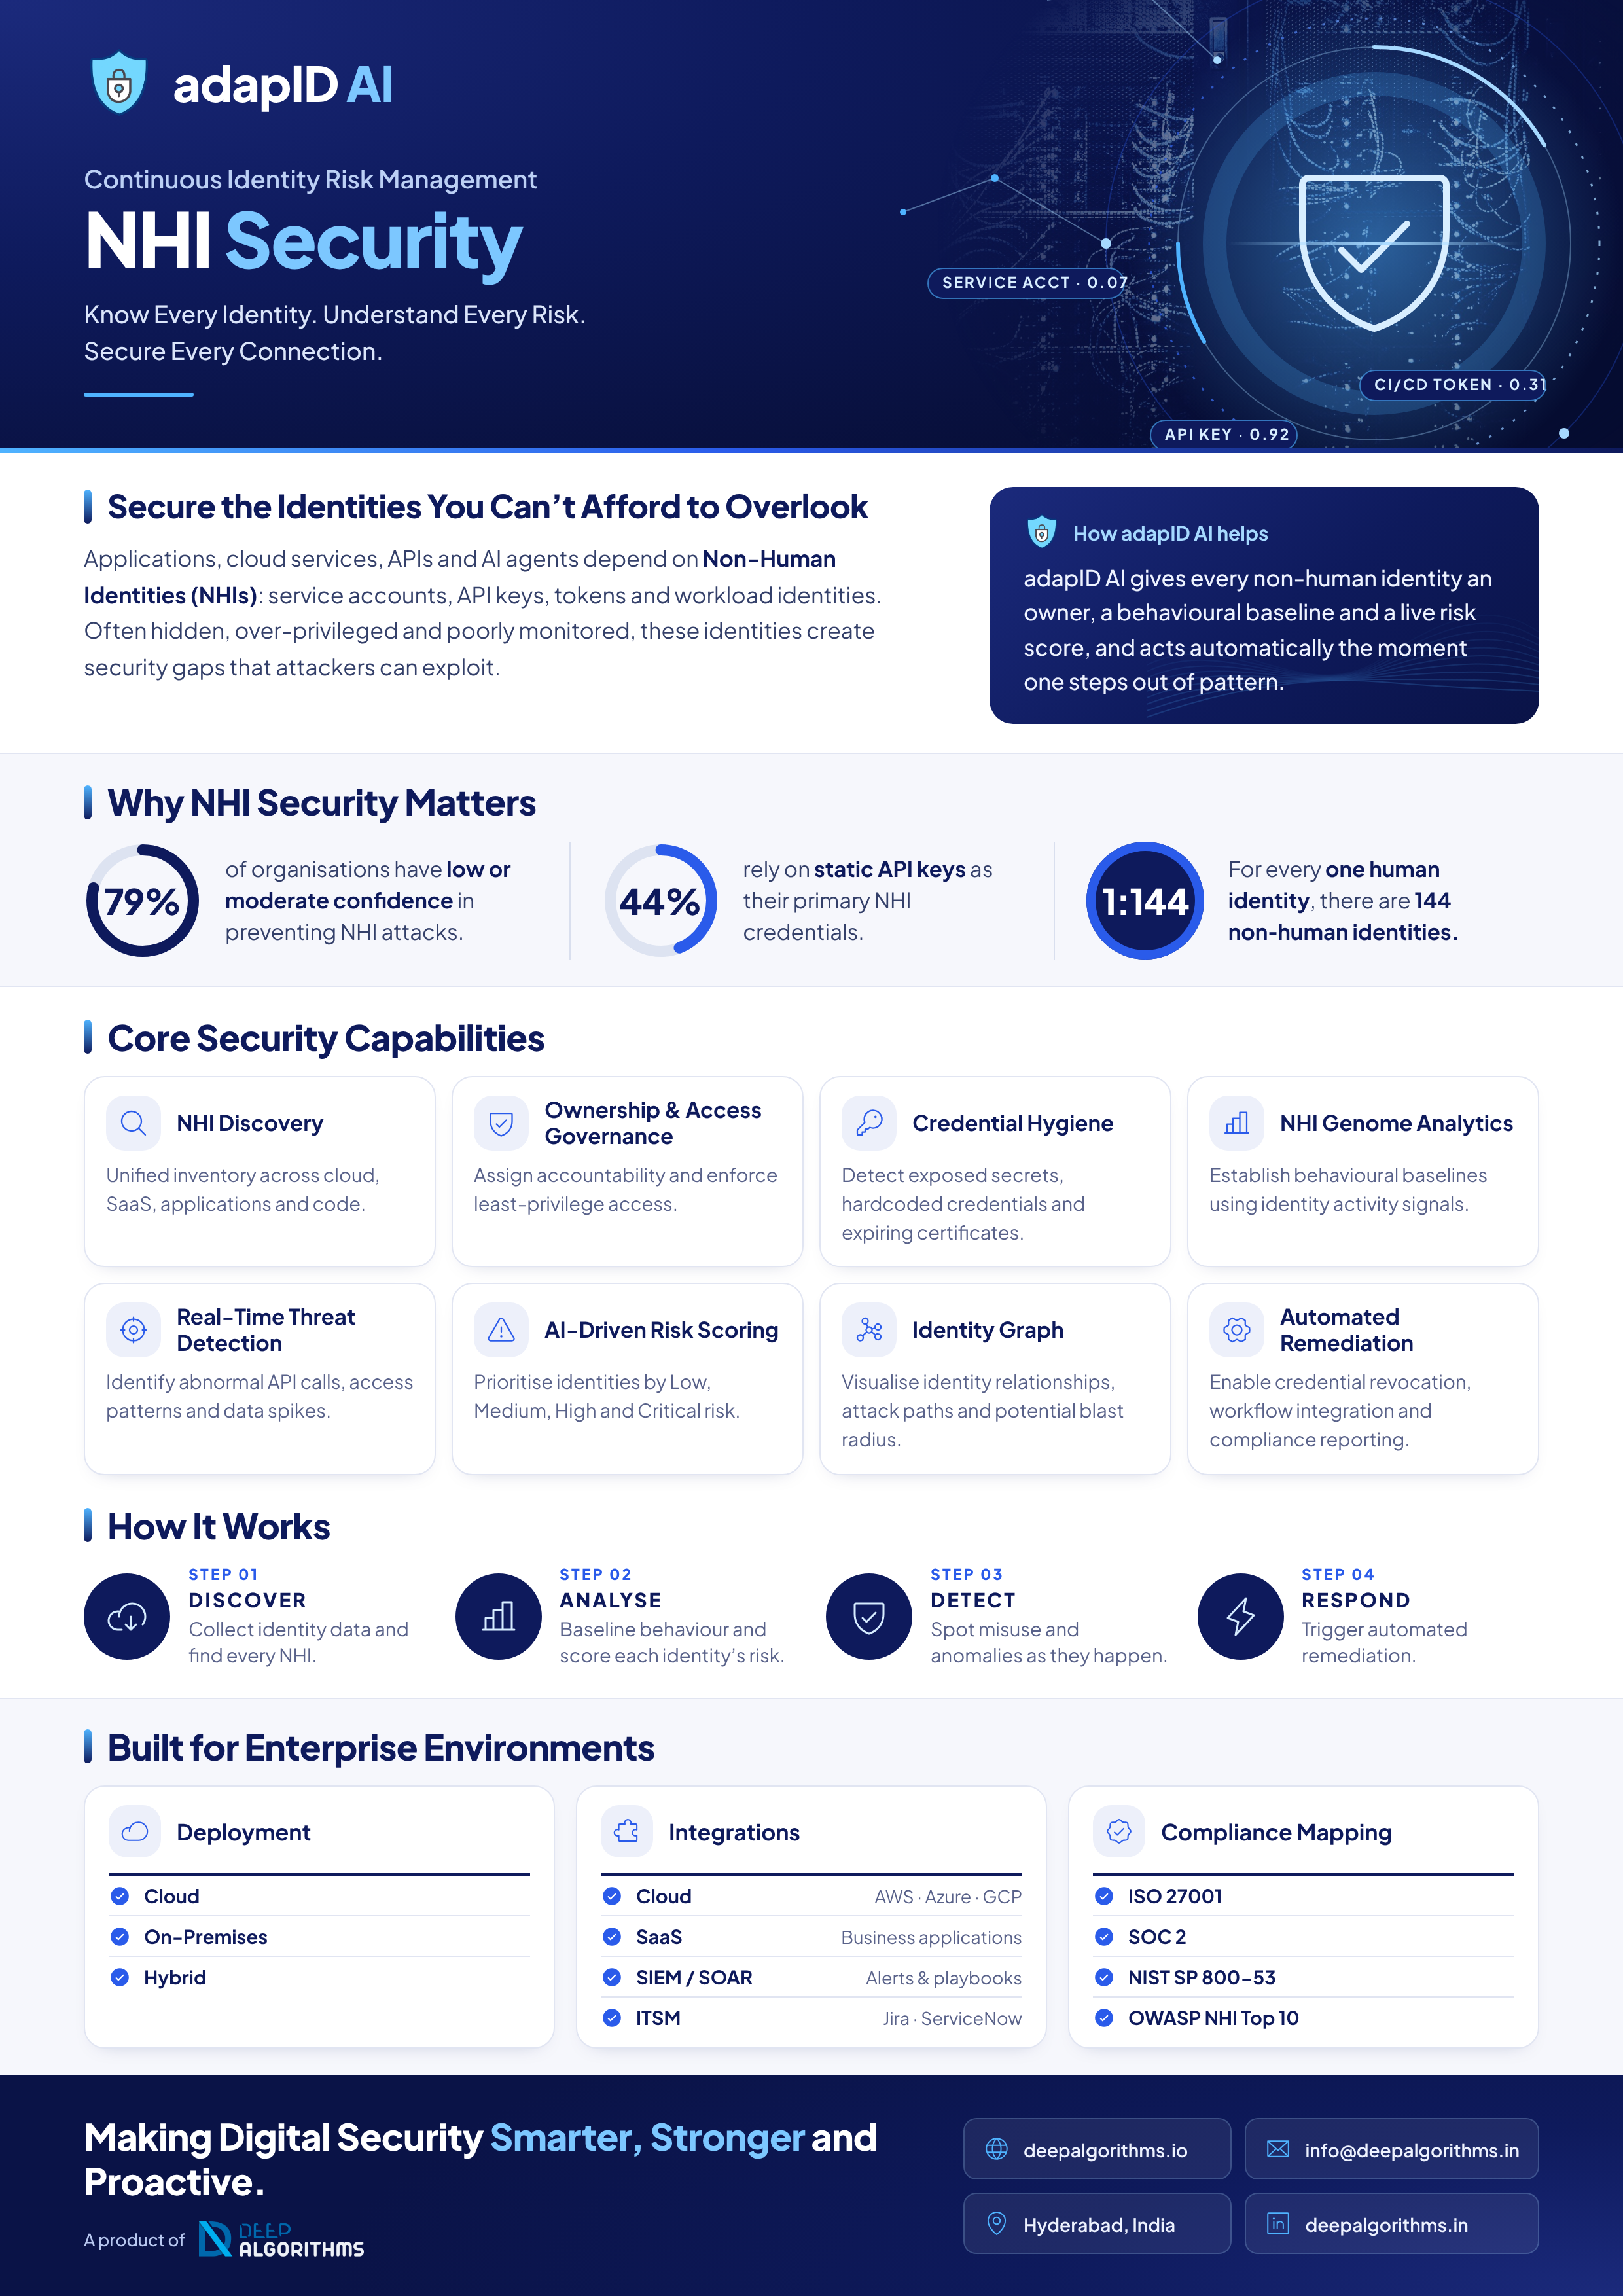 adapID AI
Continuous Identity Risk Management
NHI Security
Know Every Identity. Understand Every Risk.
Secure Every Connection.
SERVICE ACCT · 0.07
CI/CD TOKEN · 0.31
API KEY · 0.92
Secure the Identities You Can’t Afford to Overlook
Applications, cloud services, APIs and AI agents depend on Non-Human
Identities (NHIs): service accounts, API keys, tokens and workload identities.
Often hidden, over-privileged and poorly monitored, these identities create
security gaps that attackers can exploit.
How adapID AI helps
adapID AI gives every non-human identity an
owner, a behavioural baseline and a live risk
score, and acts automatically the moment
one steps out of pattern.
Why NHI Security Matters
79%
of organisations have low or
moderate confidence in
preventing NHI attacks.
44%
rely on static API keys as
their primary NHI
credentials.
1:144
For every one human
identity, there are 144
non-human identities.
Core Security Capabilities
NHI Discovery
Unified inventory across cloud,
SaaS, applications and code.
Ownership & Access
Governance
Assign accountability and enforce
least-privilege access.
Credential Hygiene
Detect exposed secrets,
hardcoded credentials and
expiring certificates.
NHI Genome Analytics
Establish behavioural baselines
using identity activity signals.
Real-Time Threat
Detection
Identify abnormal API calls, access
patterns and data spikes.
AI-Driven Risk Scoring
Prioritise identities by Low,
Medium, High and Critical risk.
Identity Graph
Visualise identity relationships,
attack paths and potential blast
radius.
Automated
Remediation
Enable credential revocation,
workflow integration and
compliance reporting.
How It Works
STEP 01
DISCOVER
Collect identity data and
find every NHI.
STEP 02
ANALYSE
Baseline behaviour and
score each identity’s risk.
STEP 03
DETECT
Spot misuse and
anomalies as they happen.
STEP 04
RESPOND
Trigger automated
remediation.
Built for Enterprise Environments
Deployment
Cloud
On-Premises
Hybrid
Integrations
Cloud AWS · Azure · GCP
SaaS Business applications
SIEM / SOAR Alerts & playbooks
ITSM Jira · ServiceNow
Compliance Mapping
ISO 27001
SOC 2
NIST SP 800-53
OWASP NHI Top 10
Making Digital Security Smarter, Stronger and
Proactive.
A product of
DEEP
ALGORITHMS
deepalgorithms.io
info@deepalgorithms.in
Hyderabad, India
deepalgorithms.in